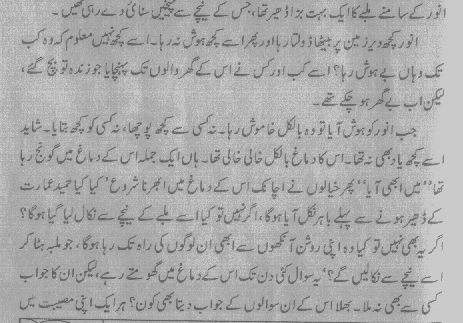 انور کے سامنے ملبے کا ایک بہت بڑا ڈھیر تھا، جس کے نیچے سے چیخیں سنائی دے رہی تھیں۔
انور کچھ دیر زمین پر بیٹھا ڈولتا رہا اور پھر اسے کچھ ہوش نہ رہا۔ اسے کچھ نہیں معلوم کہ وہ کب
تک وہاں بے ہوش رہا؟ اسے کب اور کس نے اس کے گھر والوں تک پہنچایا جو زندہ تو بچ گئے،
لیکن اب بے گھر ہو چکے تھے۔
جب انور کو ہوش آیا تو وہ بالکل خاموش رہا۔ نہ کسی سے کچھ پوچھا، نہ کسی کو کچھ بتایا۔ شاید
اسے کچھ یاد بھی نہ تھا۔ اس کا دماغ بالکل خالی خالی تھا۔ ہاں ایک جملہ اس کے دماغ میں گونج رہا
تھا ”میں ابھی آیا“ پھر خیالوں نے اچانک اس کے دماغ میں ابھرنا شروع کیا کیا حمید عمارت
کے ڈھیر ہونے سے پہلے باہر نکل آیا ہوگا، اگر نہیں تو کیا اسے ملبے کے نیچے سے نکال لیا گیا ہوگا؟
اگر یہ بھی نہیں تو کیا وہ اپنی روشن آنکھوں سے ابھی ان لوگوں کی راہ تک رہا ہوگا، جو ملبہ ہٹا کر
اسے نیچے سے نکالیں گے؟“ یہ سوال کئی دن تک اس کے دماغ میں گھومتے رہے، لیکن ان کا جواب
کسی سے بھی نہ ملا۔ بھلا اس کے ان سوالوں کے جواب دیتا بھی کون؟ ہر ایک اپنی مصیبت میں